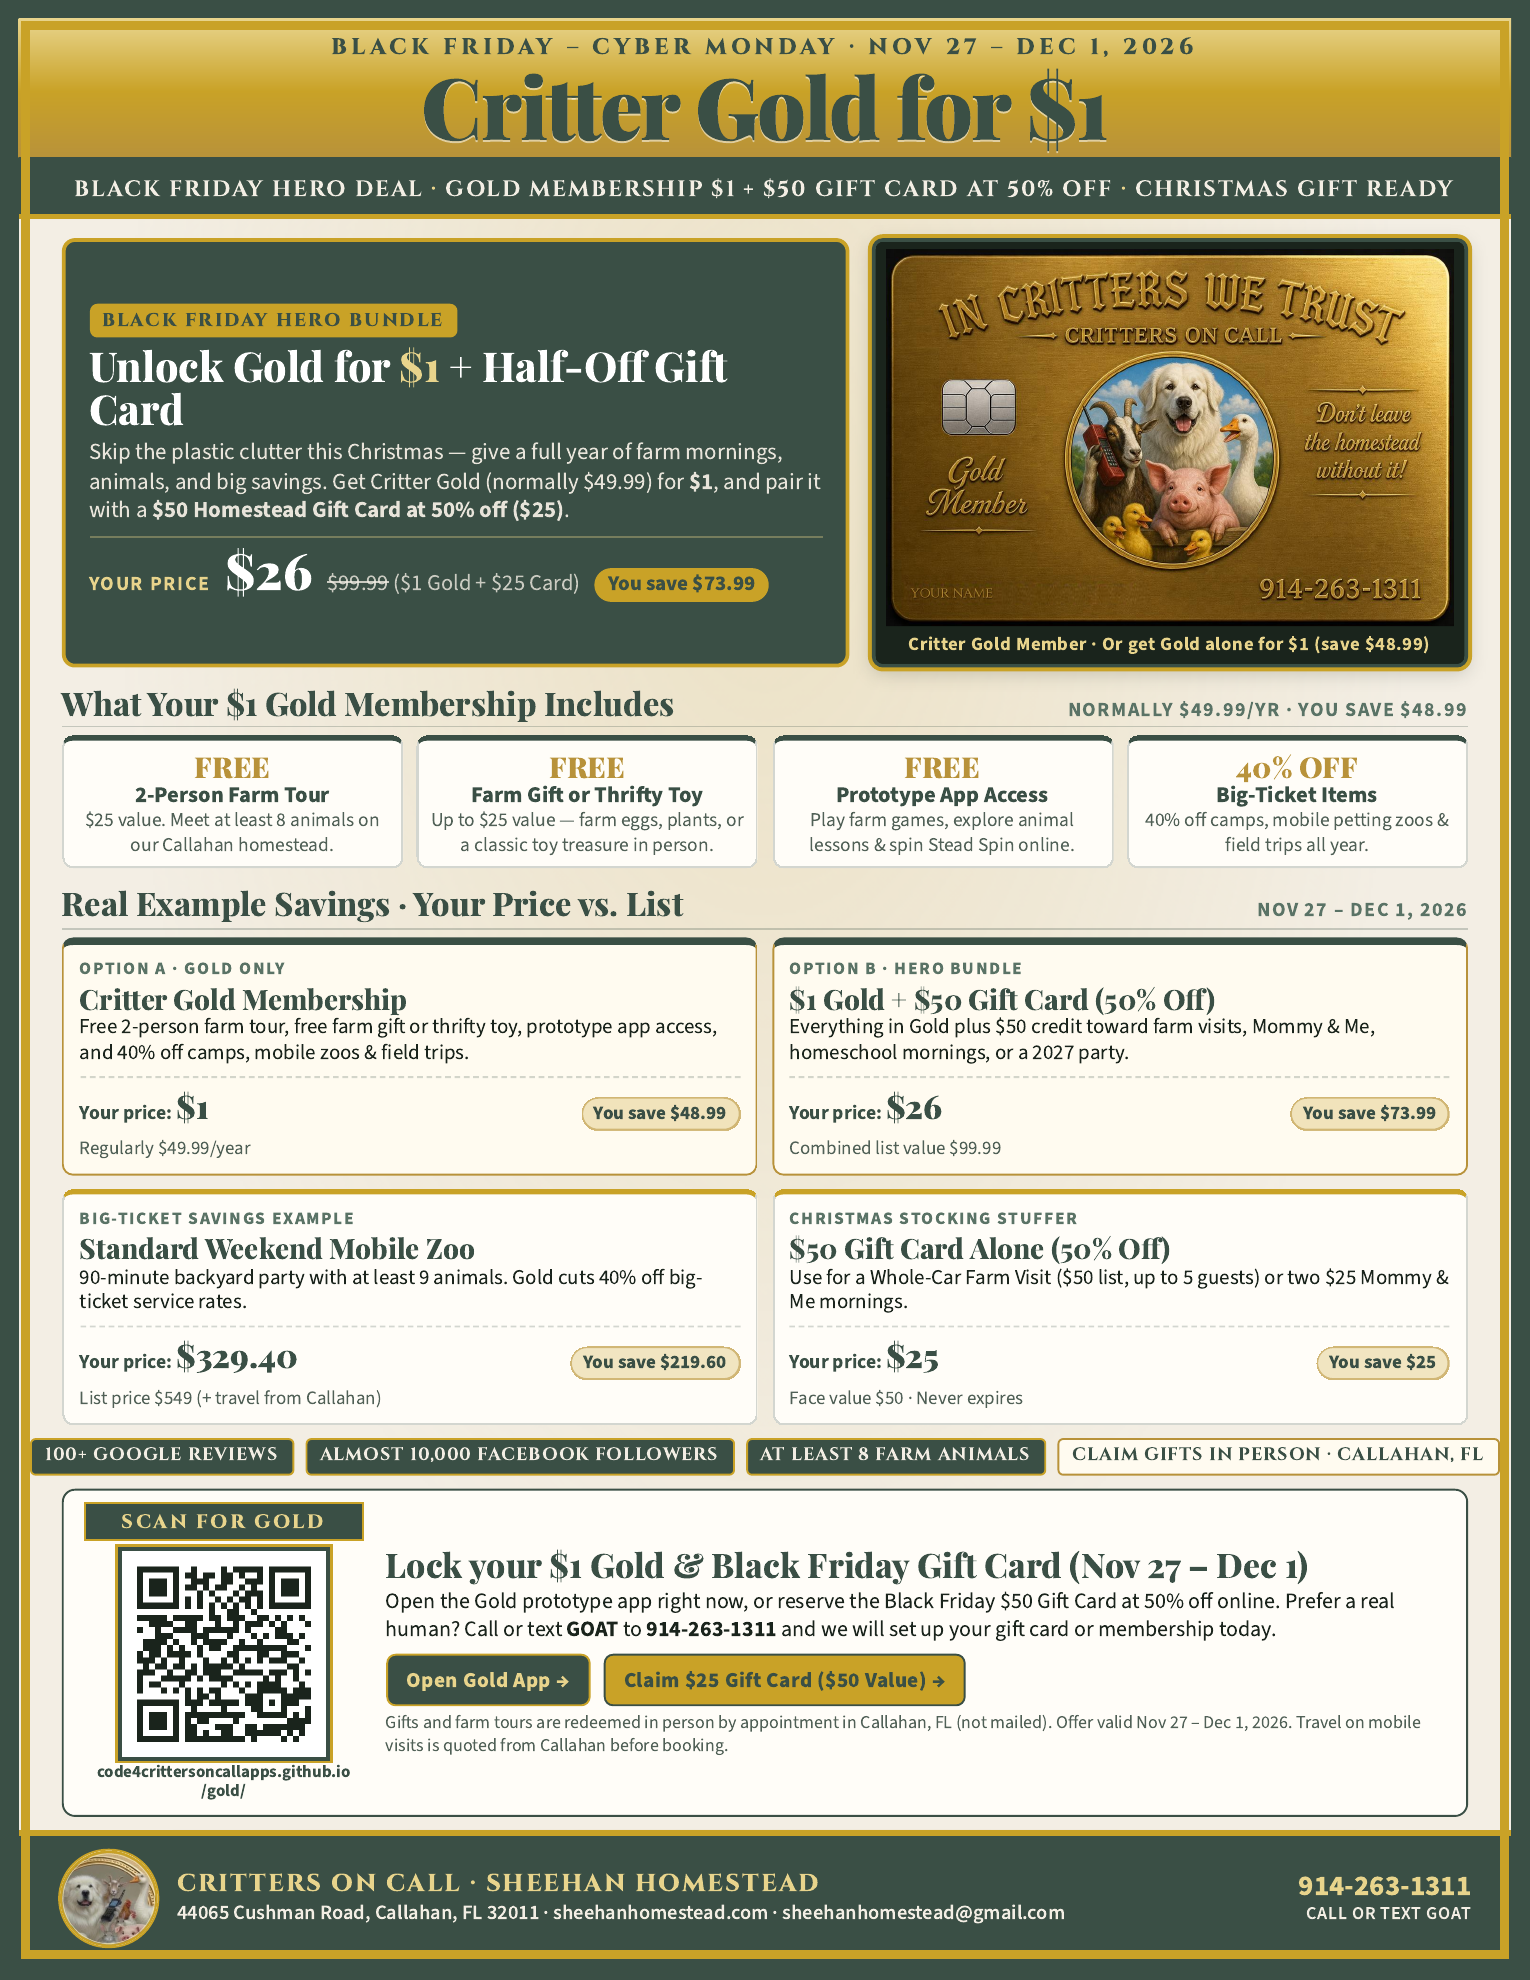 BLACK FRIDAY – CYBER MONDAY · NOV 27 – DEC 1, 2026
Critter Gold for $1
BLACK FRIDAY HERO DEAL · GOLD MEMBERSHIP $1 + $50 GIFT CARD AT 50% OFF · CHRISTMAS GIFT READY
BLACK FRIDAY HERO BUNDLE
Unlock Gold for $1 + Half-Off Gift
Card
Skip the plastic clutter this Christmas — give a full year of farm mornings,
animals, and big savings. Get Critter Gold (normally $49.99) for $1, and pair it
with a $50 Homestead Gift Card at 50% off ($25).
YOUR PRICE $26 $99.99 ($1 Gold + $25 Card) You save $73.99
IN CRITTERS WE TRUST
CRITTERS ON CALL
Gold
Member
Don't leave
the homestead
without it!
YOUR NAME
914-263-1311
Critter Gold Member · Or get Gold alone for $1 (save $48.99)
What Your $1 Gold Membership Includes
NORMALLY $49.99/YR · YOU SAVE $48.99
FREE
2-Person Farm Tour
$25 value. Meet at least 8 animals on
our Callahan homestead.
FREE
Farm Gift or Thrifty Toy
Up to $25 value — farm eggs, plants, or
a classic toy treasure in person.
FREE
Prototype App Access
Play farm games, explore animal
lessons & spin Stead Spin online.
40% OFF
Big-Ticket Items
40% off camps, mobile petting zoos &
field trips all year.
Real Example Savings · Your Price vs. List
NOV 27 – DEC 1, 2026
OPTION A · GOLD ONLY
Critter Gold Membership
Free 2-person farm tour, free farm gift or thrifty toy, prototype app access,
and 40% off camps, mobile zoos & field trips.
Your price: $1
You save $48.99
Regularly $49.99/year
OPTION B · HERO BUNDLE
$1 Gold + $50 Gift Card (50% Off)
Everything in Gold plus $50 credit toward farm visits, Mommy & Me,
homeschool mornings, or a 2027 party.
Your price: $26
You save $73.99
Combined list value $99.99
BIG-TICKET SAVINGS EXAMPLE
Standard Weekend Mobile Zoo
90-minute backyard party with at least 9 animals. Gold cuts 40% off big-
ticket service rates.
Your price: $329.40
You save $219.60
List price $549 (+ travel from Callahan)
CHRISTMAS STOCKING STUFFER
$50 Gift Card Alone (50% Off)
Use for a Whole-Car Farm Visit ($50 list, up to 5 guests) or two $25 Mommy &
Me mornings.
Your price: $25
You save $25
Face value $50 · Never expires
100+ GOOGLE REVIEWS
ALMOST 10,000 FACEBOOK FOLLOWERS
AT LEAST 8 FARM ANIMALS
CLAIM GIFTS IN PERSON · CALLAHAN, FL
SCAN FOR GOLD
code4crittersoncallapps.github.io
/gold/
Lock your $1 Gold & Black Friday Gift Card (Nov 27 – Dec 1)
Open the Gold prototype app right now, or reserve the Black Friday $50 Gift Card at 50% off online. Prefer a real
human? Call or text GOAT to 914-263-1311 and we will set up your gift card or membership today.
Open Gold App →
Claim $25 Gift Card ($50 Value) →
Gifts and farm tours are redeemed in person by appointment in Callahan, FL (not mailed). Offer valid Nov 27 – Dec 1, 2026. Travel on mobile
visits is quoted from Callahan before booking.
CRITTERS ON CALL · SHEEHAN HOMESTEAD
44065 Cushman Road, Callahan, FL 32011 · sheehanhomestead.com · sheehanhomestead@gmail.com
914-263-1311
CALL OR TEXT GOAT